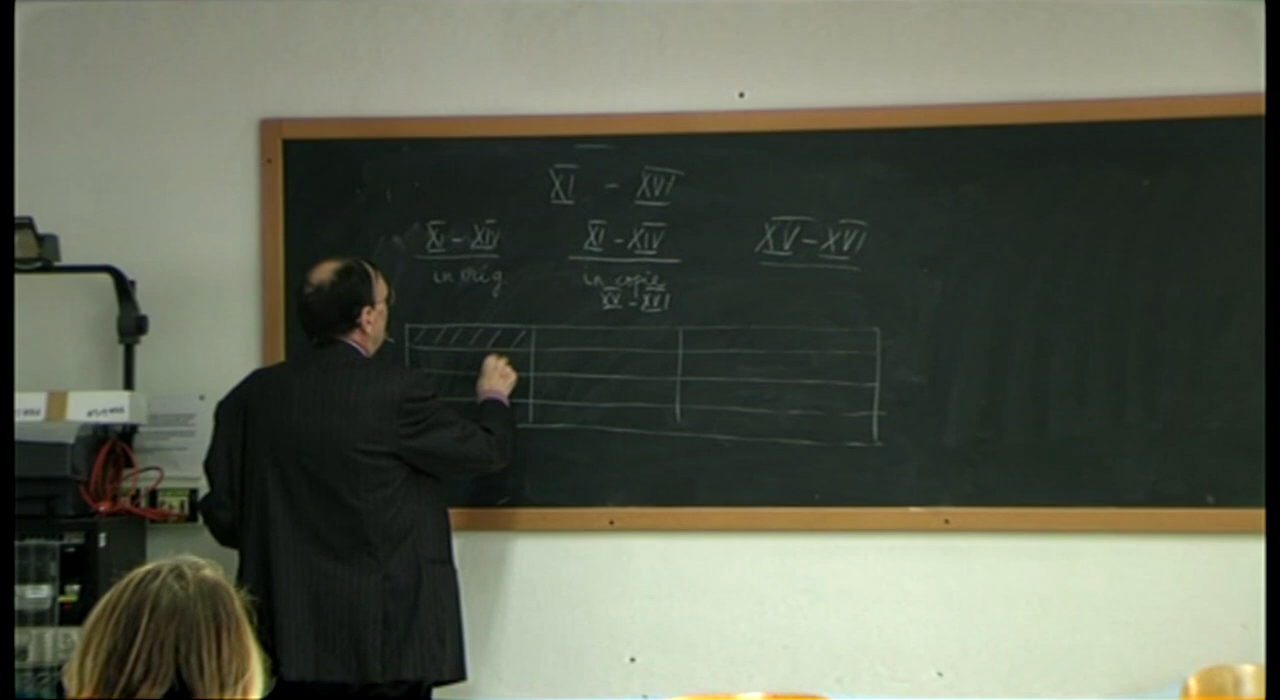 XI - XVI
XI - XIV XI - XIV XV - XVI
in orig. in copie
XV - XVI